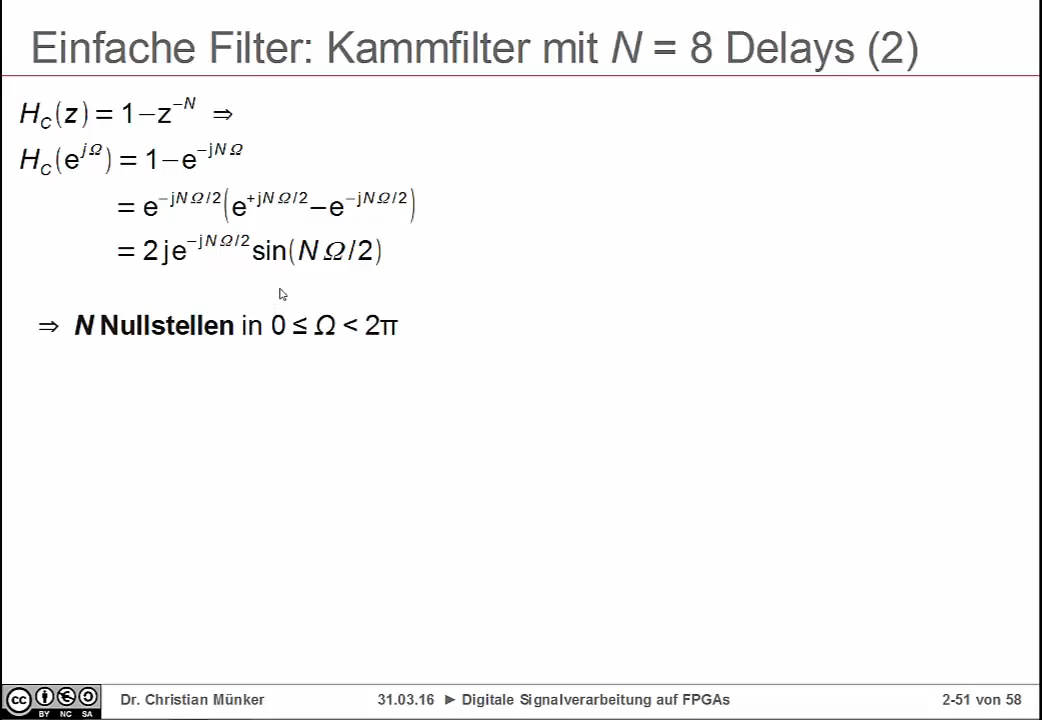 Einfache Filter: Kammfilter mit N = 8 Delays (2)
H_C(z) = 1−z^{−N} ⇒
H_C(e^{jΩ}) = 1−e^{−jNΩ}
= e^{−jNΩ/2}(e^{+jNΩ/2}−e^{−jNΩ/2})
= 2je^{−jNΩ/2}sin(NΩ/2)
⇒ N Nullstellen in 0 ≤ Ω < 2π
cc BY NC SA
Dr. Christian Münker
31.03.16 ► Digitale Signalverarbeitung auf FPGAs
2-51 von 58